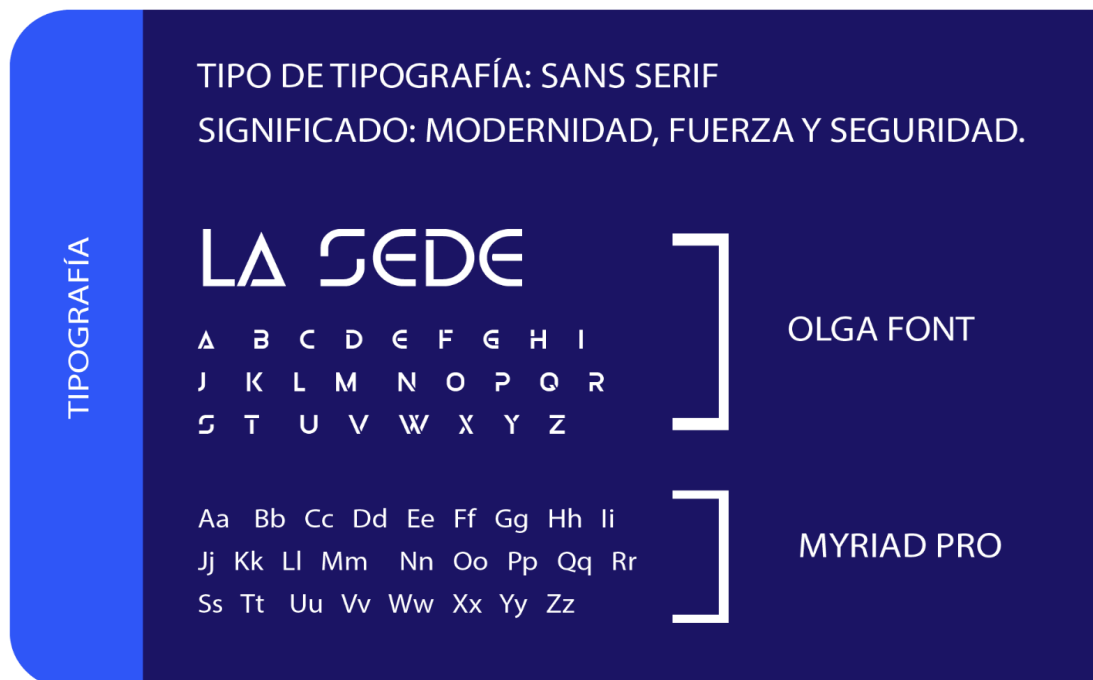 TIPO DE TIPOGRAFÍA: SANS SERIF
SIGNIFICADO: MODERNIDAD, FUERZA Y SEGURIDAD.
TIPOGRAFÍA
LA SEDE
A B C D E F G H I
J K L M N O P Q R
S T U V W X Y Z
OLGA FONT
Aa Bb Cc Dd Ee Ff Gg Hh Ii
Jj Kk Ll Mm Nn Oo Pp Qq Rr
Ss Tt Uu Vv Ww Xx Yy Zz
MYRIAD PRO